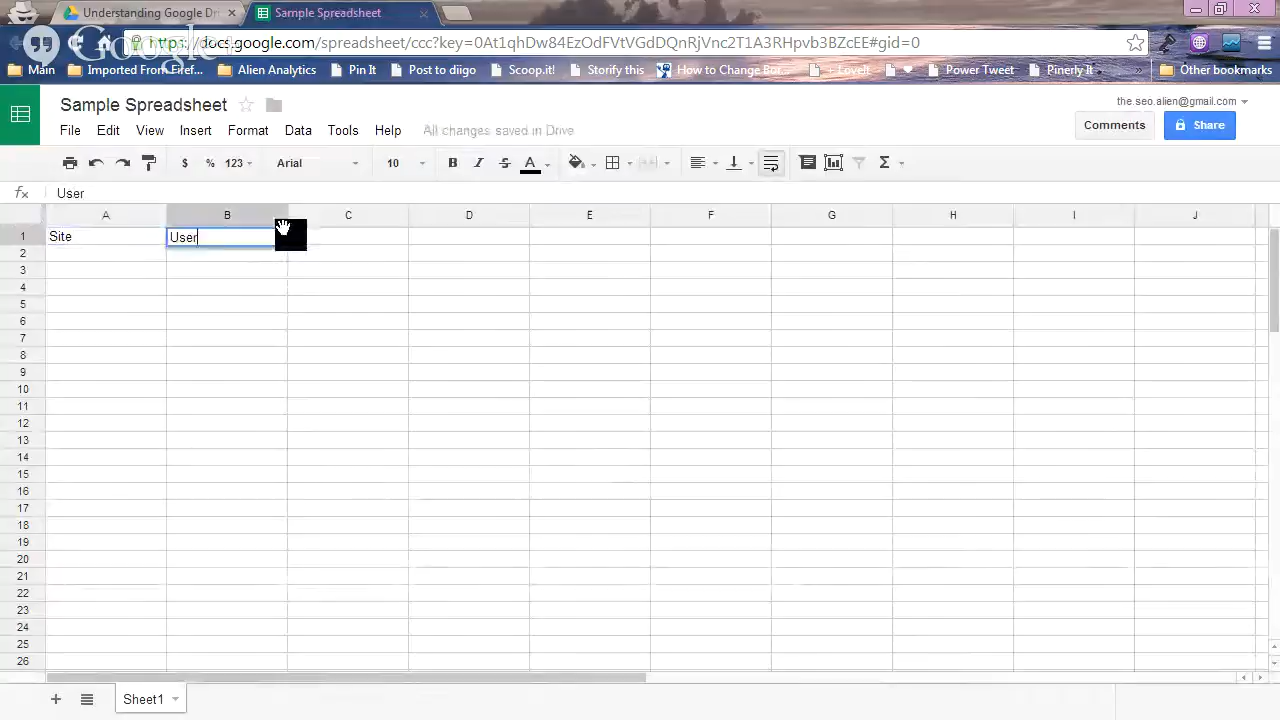 Understanding Google Dri × Sample Spreadsheet ×
Google
https://docs.google.com/spreadsheet/ccc?key=0At1qhDw84EzOdFVtVGdDQnRjVnc2T1A3RHpvb3BZcEE#gid=0
Main Imported From Firef... Alien Analytics Pin It Post to diigo Scoop.it! Storify this How to Change Bor... + LoveIt Power Tweet Pinerly It » Other bookmarks
Sample Spreadsheet
the.seo.alien@gmail.com
File Edit View Insert Format Data Tools Help All changes saved in Drive Comments Share
$ % 123 Arial 10 B I S A Σ
fx User
A B C D E F G H I J
1 Site User
2
3
4
5
6
7
8
9
10
11
12
13
14
15
16
17
18
19
20
21
22
23
24
25
26
+ Sheet1